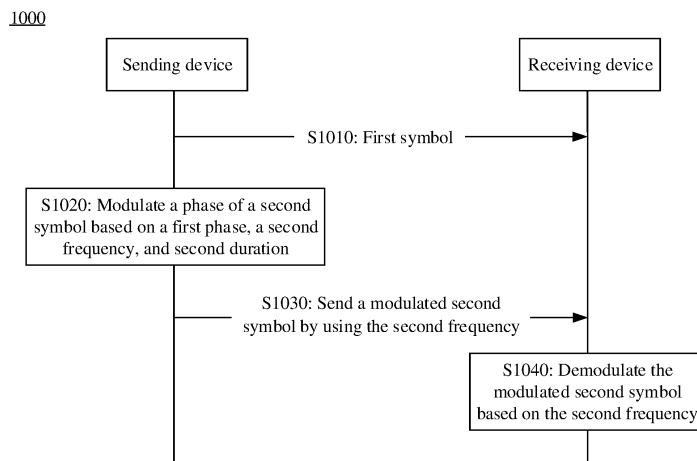 1000
Sending device
Receiving device
S1010: First symbol
S1020: Modulate a phase of a second
symbol based on a first phase, a second
frequency, and second duration
S1030: Send a modulated second
symbol by using the second frequency
S1040: Demodulate the
modulated second symbol
based on the second frequency